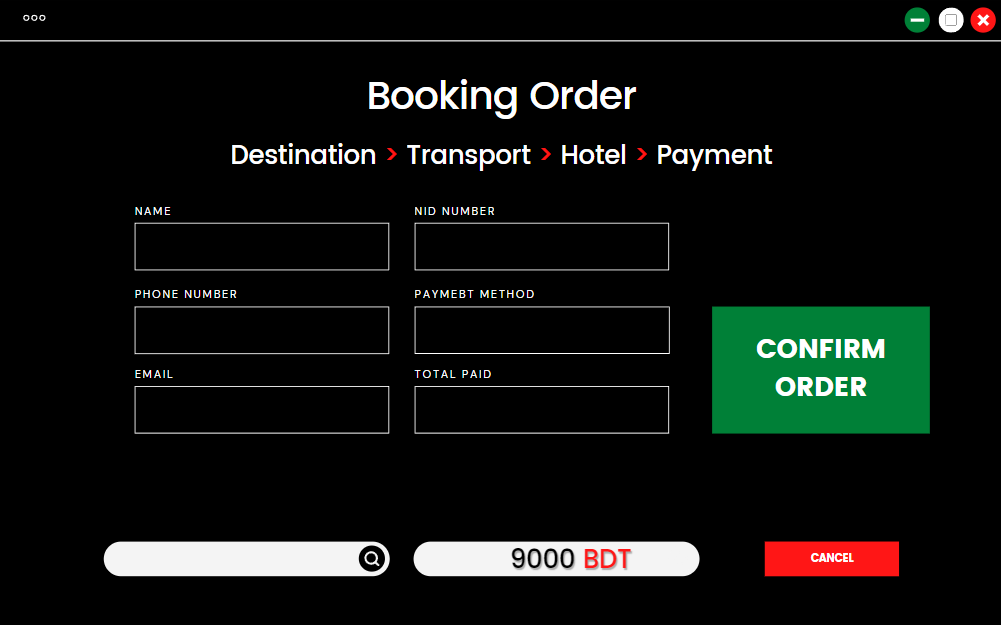 Booking Order
Destination > Transport > Hotel > Payment
NAME
NID NUMBER
PHONE NUMBER
PAYMEBT METHOD
EMAIL
TOTAL PAID
CONFIRM
ORDER
9000 BDT
CANCEL